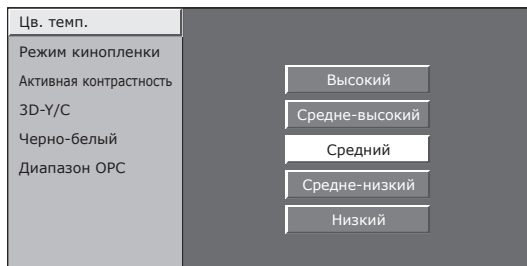 Цв. темп.
Режим кинопленки
Активная контрастность
3D-Y/C
Черно-белый
Диапазон OPC
Высокий
Средне-высокий
Средний
Средне-низкий
Низкий